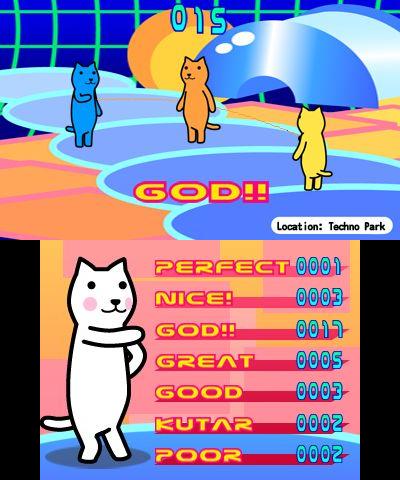 015
GOD!!
Location: Techno Park
PERFECT 0001
NICE! 0003
GOD!! 0017
GREAT 0005
GOOD 0003
KUTAR 0002
POOR 0002